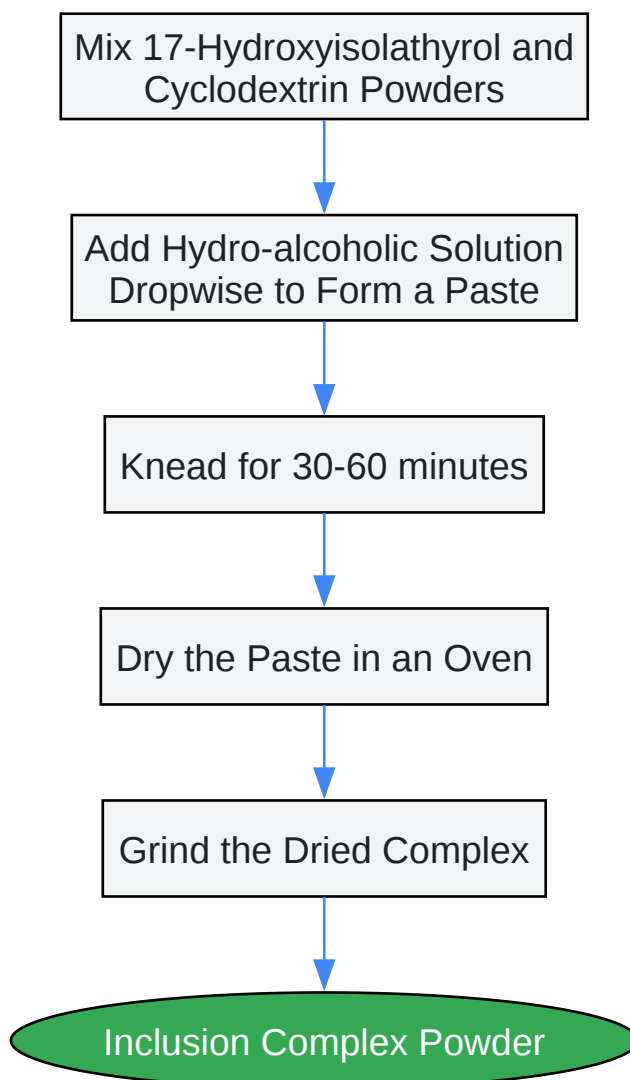 Mix 17-Hydroxyisolathyrol and
Cyclodextrin Powders
Add Hydro-alcoholic Solution
Dropwise to Form a Paste
Knead for 30-60 minutes
Dry the Paste in an Oven
Grind the Dried Complex
Inclusion Complex Powder